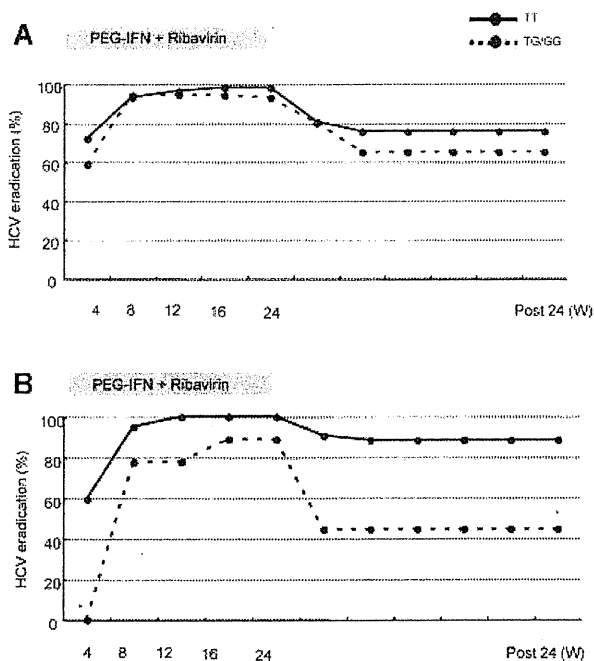 TT
TG/GG
A
PEG-IFN + Ribavirin
HCV eradication (%)
100
80
60
40
20
0
4 8 12 16 24 Post 24 (W)
B
PEG-IFN + Ribavirin
HCV eradication (%)
100
80
60
40
20
0
4 8 12 16 24 Post 24 (W)